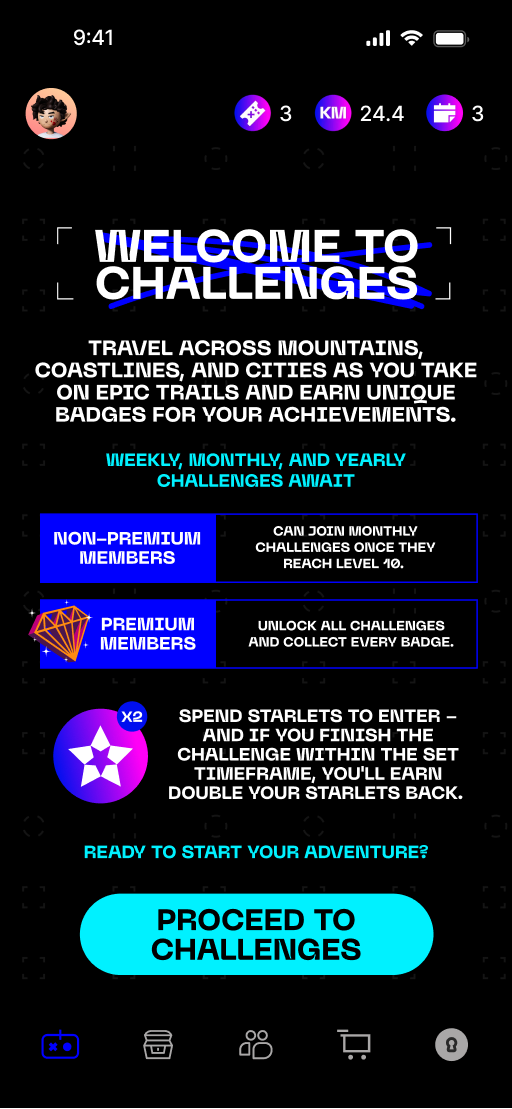 9:41
3
KM
24.4
3
WELCOME TO
CHALLENGES
TRAVEL ACROSS MOUNTAINS,
COASTLINES, AND CITIES AS YOU TAKE
ON EPIC TRAILS AND EARN UNIQUE
BADGES FOR YOUR ACHIEVEMENTS.
WEEKLY, MONTHLY, AND YEARLY
CHALLENGES AWAIT
NON-PREMIUM
MEMBERS
CAN JOIN MONTHLY
CHALLENGES ONCE THEY
REACH LEVEL 10.
PREMIUM
MEMBERS
UNLOCK ALL CHALLENGES
AND COLLECT EVERY BADGE.
X2
SPEND STARLETS TO ENTER –
AND IF YOU FINISH THE
CHALLENGE WITHIN THE SET
TIMEFRAME, YOU'LL EARN
DOUBLE YOUR STARLETS BACK.
READY TO START YOUR ADVENTURE?
PROCEED TO
CHALLENGES